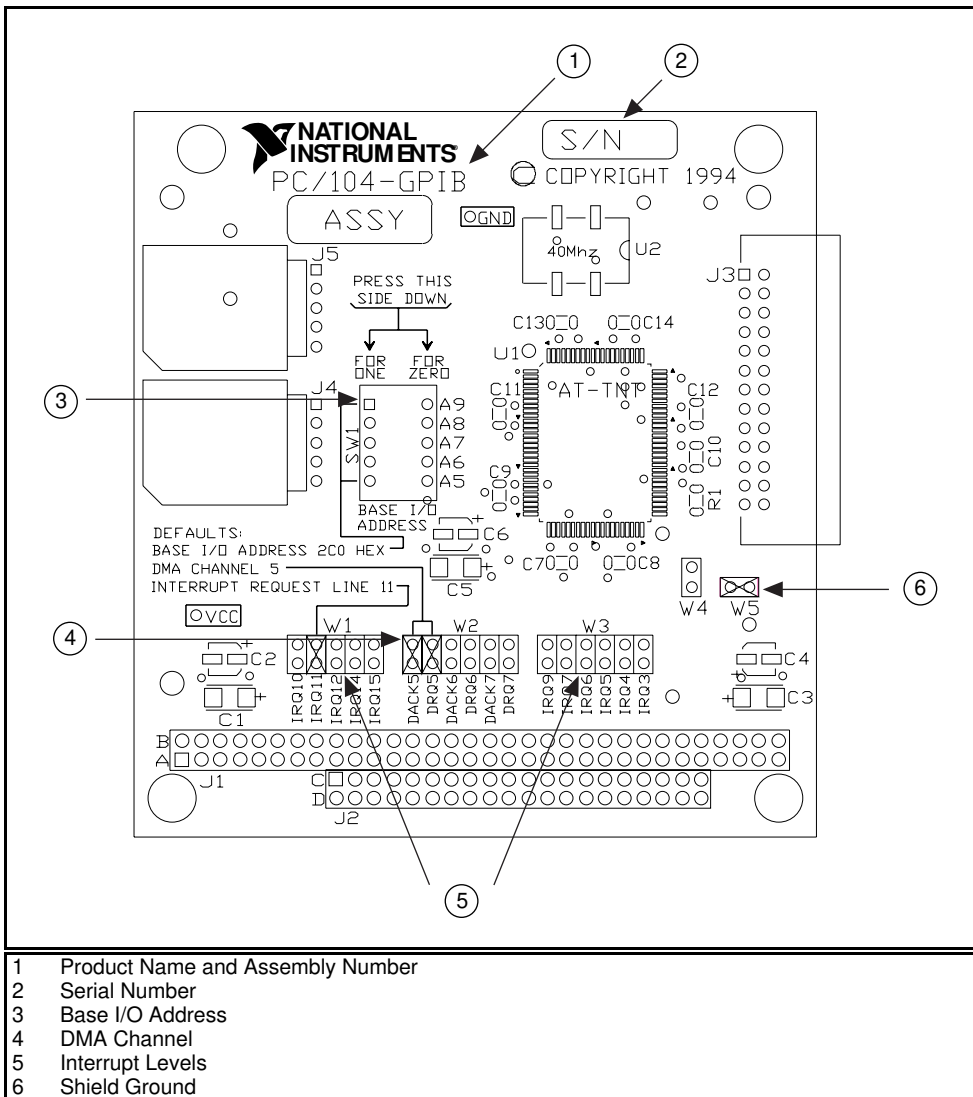 1
2
NATIONAL
INSTRUMENTS®
PC/104-GPIB
S/N
C COPYRIGHT 1994
ASSY
GND
40Mhz
U2
J5
J3
PRESS THIS
SIDE DOWN
C13
C14
FOR
ONE
FOR
ZERO
U1
AT-TNT
3
J4
SW1
A9
A8
A7
A6
A5
C11
C12
C9
C10
R1
BASE I/O
ADDRESS
DEFAULTS:
BASE I/O ADDRESS 2C0 HEX
DMA CHANNEL 5
INTERRUPT REQUEST LINE 11
C6
C5
C7
C8
W4
W5
6
VCC
4
W1
W2
W3
C2
C1
C4
C3
IRQ10
IRQ11
IRQ12
IRQ14
IRQ15
DACK5
DRQ5
DACK6
DRQ6
DACK7
DRQ7
IRQ9
IRQ7
IRQ6
IRQ5
IRQ4
IRQ3
B
A
J1
C
D
J2
5
1 Product Name and Assembly Number
2 Serial Number
3 Base I/O Address
4 DMA Channel
5 Interrupt Levels
6 Shield Ground